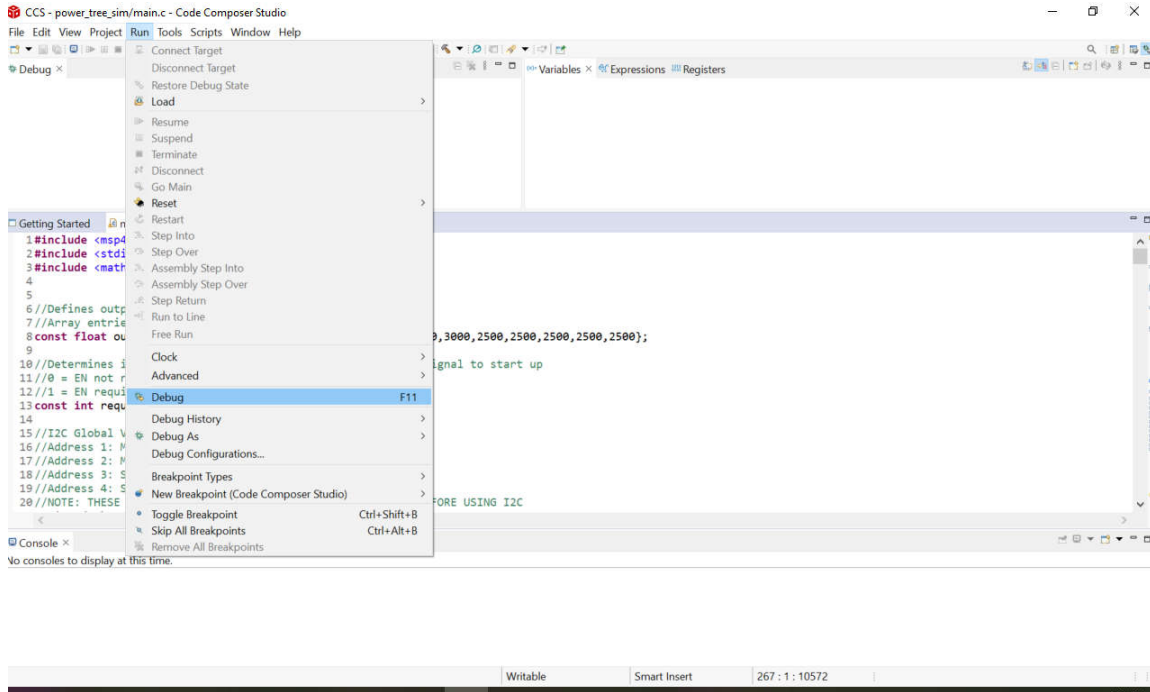 CCS - power_tree_sim/main.c - Code Composer Studio
File Edit View Project Run Tools Scripts Window Help
Debug
Variables Expressions Registers
Connect Target
Disconnect Target
Restore Debug State
Load
Resume
Suspend
Terminate
Disconnect
Go Main
Reset
Restart
Step Into
Step Over
Assembly Step Into
Assembly Step Over
Step Return
Run to Line
Free Run
Clock
Advanced
Debug F11
Debug History
Debug As
Debug Configurations...
Breakpoint Types
New Breakpoint (Code Composer Studio)
Toggle Breakpoint Ctrl+Shift+B
Skip All Breakpoints Ctrl+Alt+B
Remove All Breakpoints
Getting Started
1 #include <msp4
2 #include <stdi
3 #include <math
4
5
6 //Defines outp
7 //Array entrie
8 const float ou ,3000,2500,2500,2500,2500,2500};
9
10 //Determines i ignal to start up
11 //0 = EN not r
12 //1 = EN requi
13 const int requ
14
15 //I2C Global V
16 //Address 1: M
17 //Address 2: M
18 //Address 3: S
19 //Address 4: S
20 //NOTE: THESE FORE USING I2C
Console
No consoles to display at this time.
Writable Smart Insert 267 : 1 : 10572